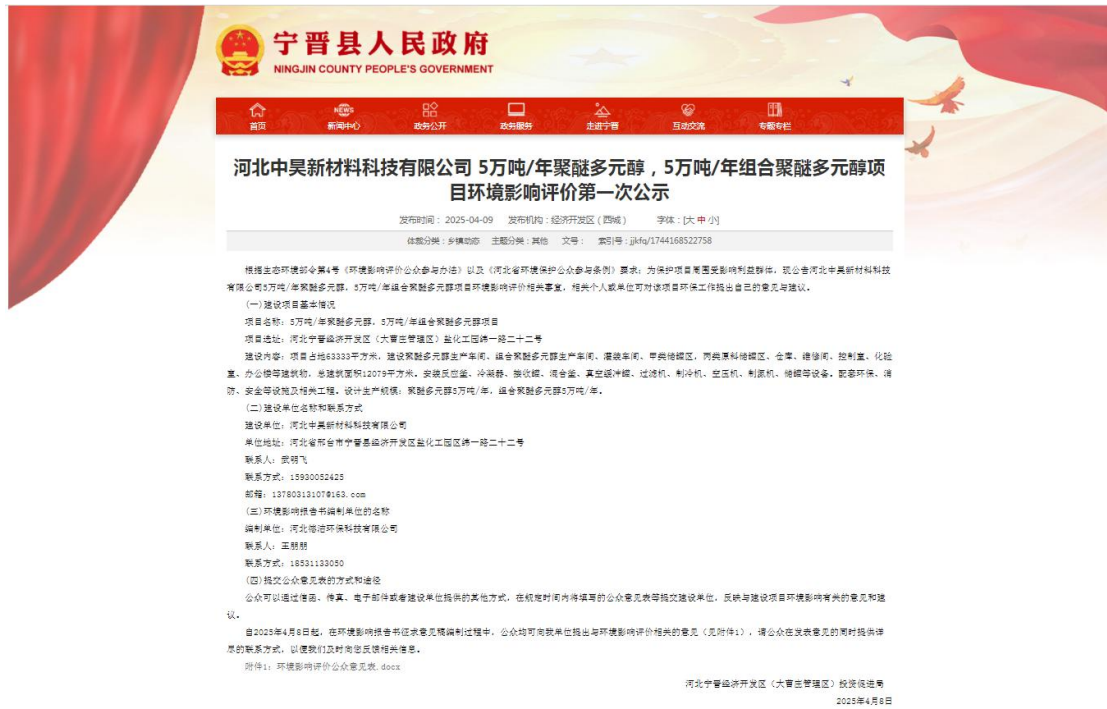 宁晋县人民政府
NINGJIN COUNTY PEOPLE'S GOVERNMENT
首页 新闻中心 政务公开 政务服务 走进宁晋 互动交流 专题专栏
NEWS
河北中昊新材料科技有限公司 5万吨/年聚醚多元醇，5万吨/年组合聚醚多元醇项
目环境影响评价第一次公示
发布时间： 2025-04-09 发布机构：经济开发区（西城） 字体：[大 中 小]
体裁分类：乡镇动态 主题分类：其他 文号： 索引号：jjkfq/1744168522758
根据生态环境部令第4号《环境影响评价公众参与办法》以及《河北省环境保护公众参与条例》要求；为保护项目周围受影响利益群体，现公告河北中昊新材料科技
有限公司5万吨/年聚醚多元醇，5万吨/年组合聚醚多元醇项目环境影响评价相关事宜，相关个人或单位可对该项目环保工作提出自己的意见与建议。
(一)建设项目基本情况
项目名称：5万吨/年聚醚多元醇，5万吨/年组合聚醚多元醇项目
项目选址：河北宁晋经济开发区（大曹庄管理区）盐化工园纬一路二十二号
建设内容：项目占地63333平方米，建设聚醚多元醇生产车间、组合聚醚多元醇生产车间、灌装车间、甲类储罐区，丙类原料储罐区、仓库、维修间、控制室、化验
室、办公楼等建筑物，总建筑面积12079平方米。安装反应釜、冷凝器、接收罐、混合釜、真空缓冲罐、过滤机、制冷机、空压机、制氮机、储罐等设备。配套环保、消
防、安全等设施及相关工程。设计生产规模：聚醚多元醇5万吨/年，组合聚醚多元醇5万吨/年。
(二)建设单位名称和联系方式
建设单位：河北中昊新材料科技有限公司
单位地址：河北省邢台市宁晋县经济开发区盐化工园区纬一路二十二号
联系人：武明飞
联系方式：15930052425
邮箱：13780313107@163.com
(三)环境影响报告书编制单位的名称
编制单位：河北烙洁环保科技有限公司
联系人：王朋朋
联系方式：18531133050
(四)提交公众意见表的方式和途径
公众可以通过信函、传真、电子邮件或者建设单位提供的其他方式，在规定时间内将填写的公众意见表等提交建设单位，反映与建设项目环境影响有关的意见和建
议。
自2025年4月8日起，在环境影响报告书征求意见稿编制过程中，公众均可向我单位提出与环境影响评价相关的意见（见附件1），请公众在发表意见的同时提供详
尽的联系方式，以便我们及时向您反馈相关信息。
附件1：环境影响评价公众意见表.docx
河北宁晋经济开发区（大曹庄管理区）投资促进局
2025年4月8日